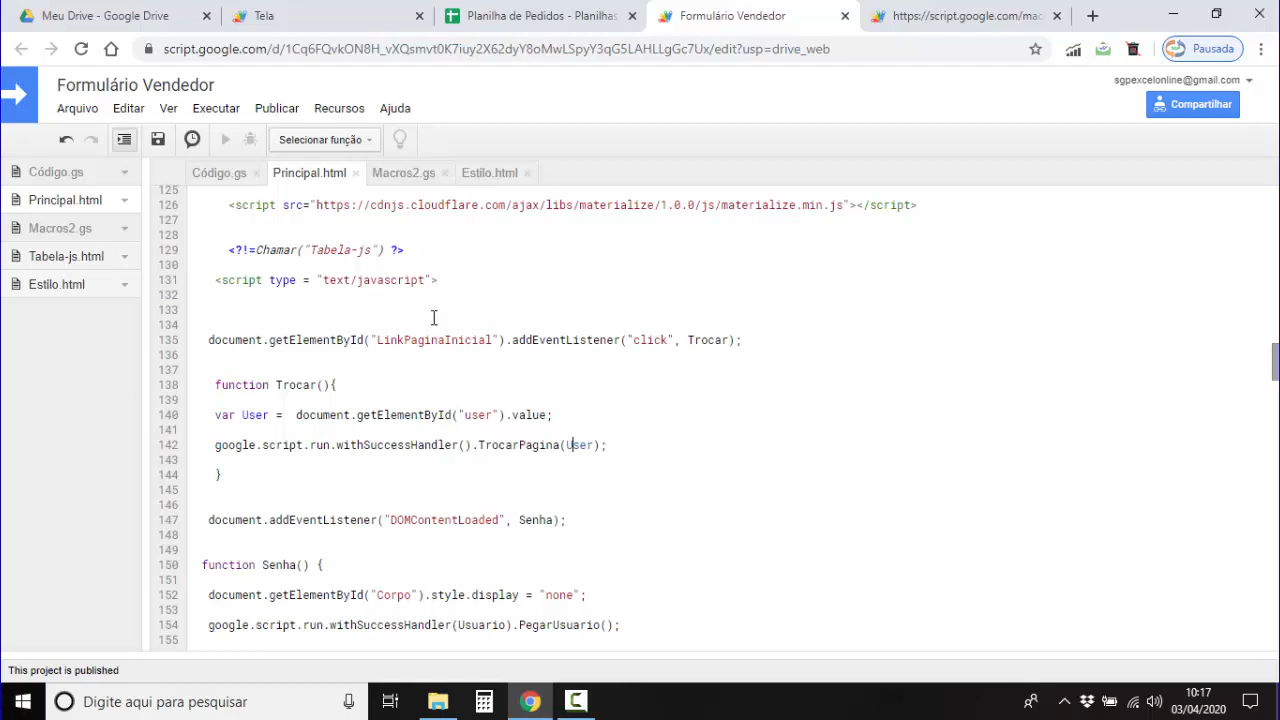 Meu Drive - Google Drive
Tela
Planilha de Pedidos - Planilhas
Formulário Vendedor
https://script.google.com/mac
script.google.com/d/1Cq6FQvkON8H_vXQsmvt0K7iuy2X62dyY8oMwLSpyY3qG5LAHLLgGc7Ux/edit?usp=drive_web
Pausada
Formulário Vendedor
sgpexcelonline@gmail.com
Arquivo Editar Ver Executar Publicar Recursos Ajuda
Compartilhar
Selecionar função
Código.gs
Principal.html
Macros2.gs
Tabela-js.html
Estilo.html
Código.gs Principal.html Macros2.gs Estilo.html
125
126 <script src="https://cdnjs.cloudflare.com/ajax/libs/materialize/1.0.0/js/materialize.min.js"></script>
127
128
129 <?!=Chamar("Tabela-js") ?>
130
131 <script type = "text/javascript">
132
133
134
135 document.getElementById("LinkPaginaInicial").addEventListener("click", Trocar);
136
137
138 function Trocar(){
139
140 var User = document.getElementById("user").value;
141
142 google.script.run.withSuccessHandler().TrocarPagina(User);
143
144 }
145
146
147 document.addEventListener("DOMContentLoaded", Senha);
148
149
150 function Senha() {
151
152 document.getElementById("Corpo").style.display = "none";
153
154 google.script.run.withSuccessHandler(Usuario).PegarUsuario();
155
This project is published
Digite aqui para pesquisar
10:17
03/04/2020